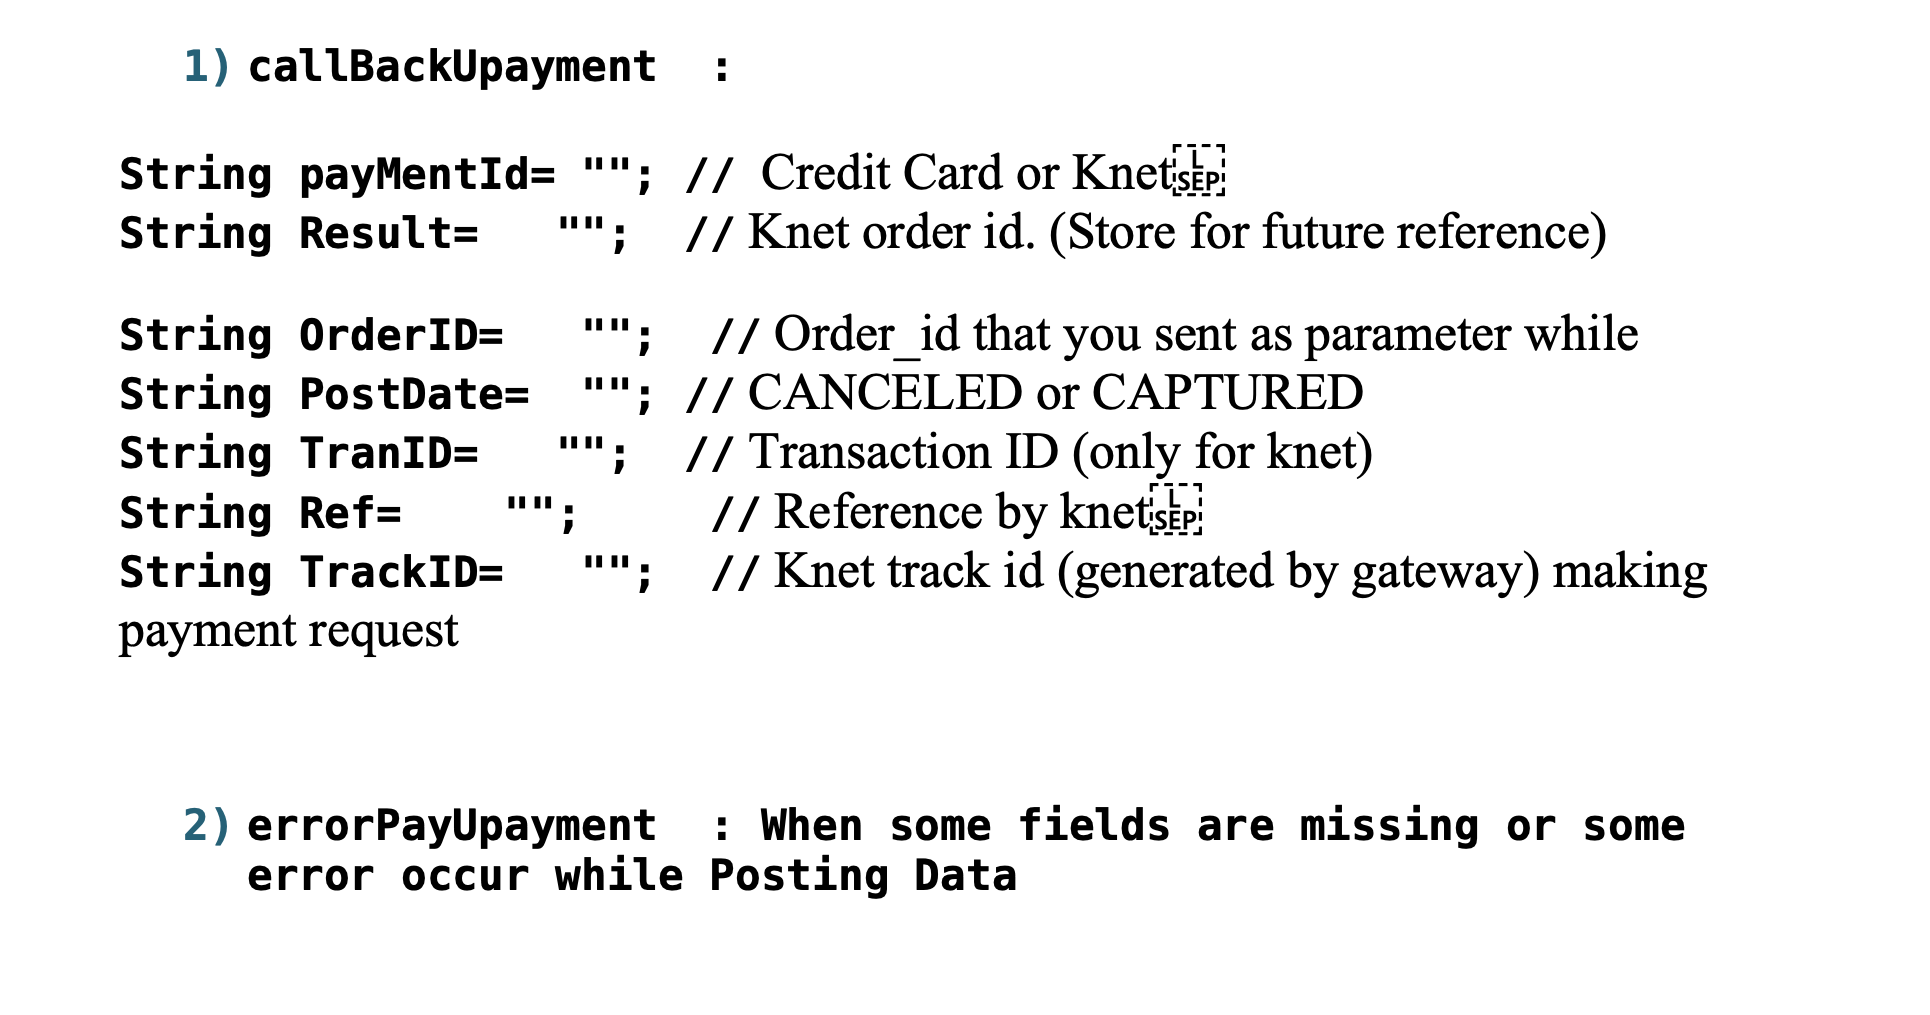 1) callBackUpayment  :
String payMentId= ""; //  Credit Card or Knet
String Result=   "";  // Knet order id. (Store for future reference)
String OrderID=   "";  // Order_id that you sent as parameter while
String PostDate=  ""; // CANCELED or CAPTURED
String TranID=   "";  // Transaction ID (only for knet)
String Ref=    "";     // Reference by knet
String TrackID=   "";  // Knet track id (generated by gateway) making
payment request
2) errorPayUpayment  : When some fields are missing or some
error occur while Posting Data